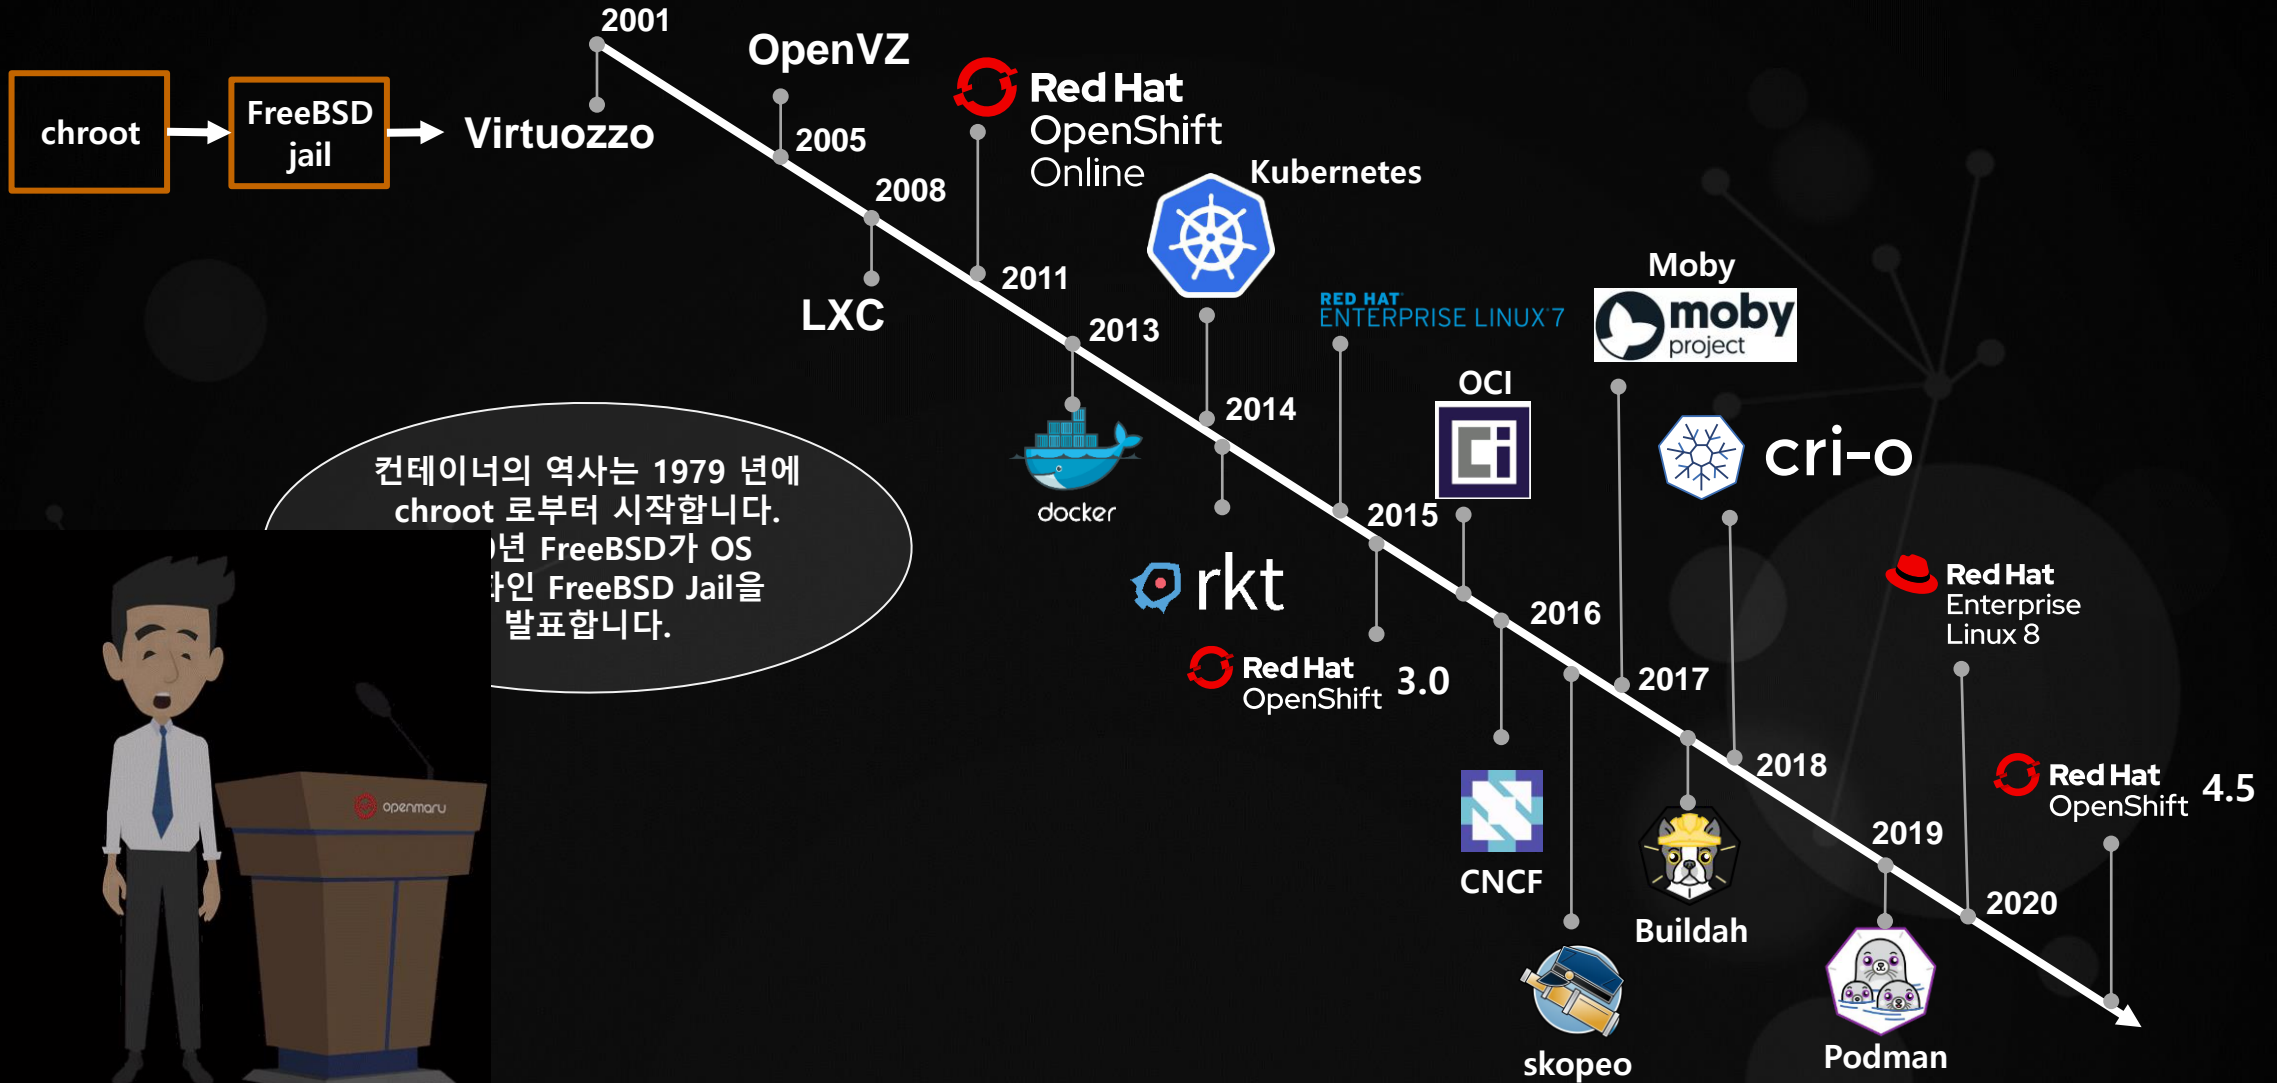 2001
OpenVZ
chroot
FreeBSD
jail
Virtuozzo
2005
Red Hat
OpenShift
Online
Kubernetes
2008
LXC
2011
2013
docker
2014
RED HAT
ENTERPRISE LINUX 7
Moby
moby
project
OCI
Ci
cri-o
컨테이너의 역사는 1979 년에
chroot 로부터 시작합니다.
년 FreeBSD가 OS
FreeBSD Jail을
발표합니다.
rkt
2015
Red Hat
OpenShift 3.0
2016
2017
CNCF
skopeo
Buildah
2018
Red Hat
Enterprise
Linux 8
2019
Podman
2020
Red Hat
OpenShift 4.5
openmaru